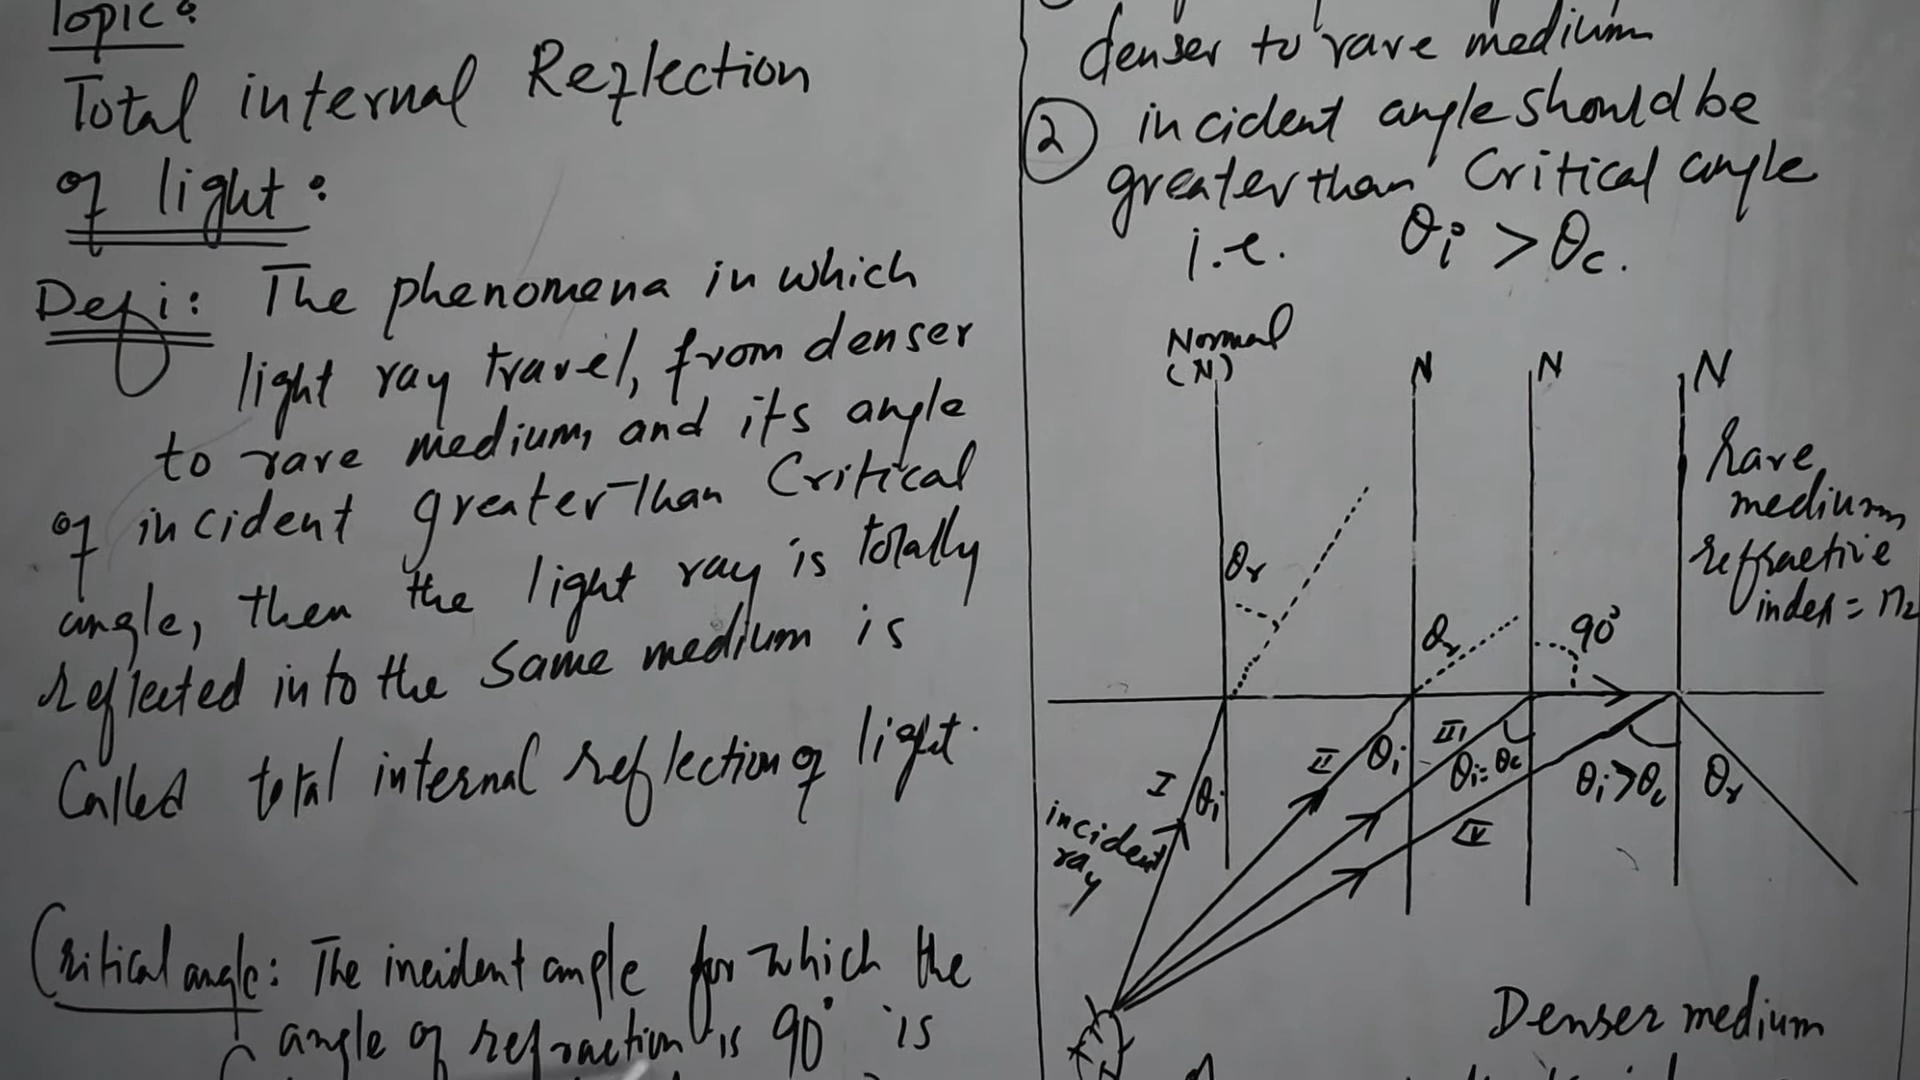 Topic:
Total internal Reflection
of light:
Defi: The phenomena in which
light ray travel, from denser
to rare medium, and its angle
of incident greater than Critical
angle, then the light ray is totally
reflected into the same medium is
Called total internal reflection of light.
Critical angle: The incident angle for which the
angle of refraction is 90° is
denser to rare medium
② incident angle should be
greater than Critical angle
i.e. θi > θc.
Normal
(N)
N
N
N
rare
medium
refractive
index = n2
θr
θr
90°
I
θi
II
θi
III
θi = θc
θi > θc
θr
IV
incident
ray
Denser medium